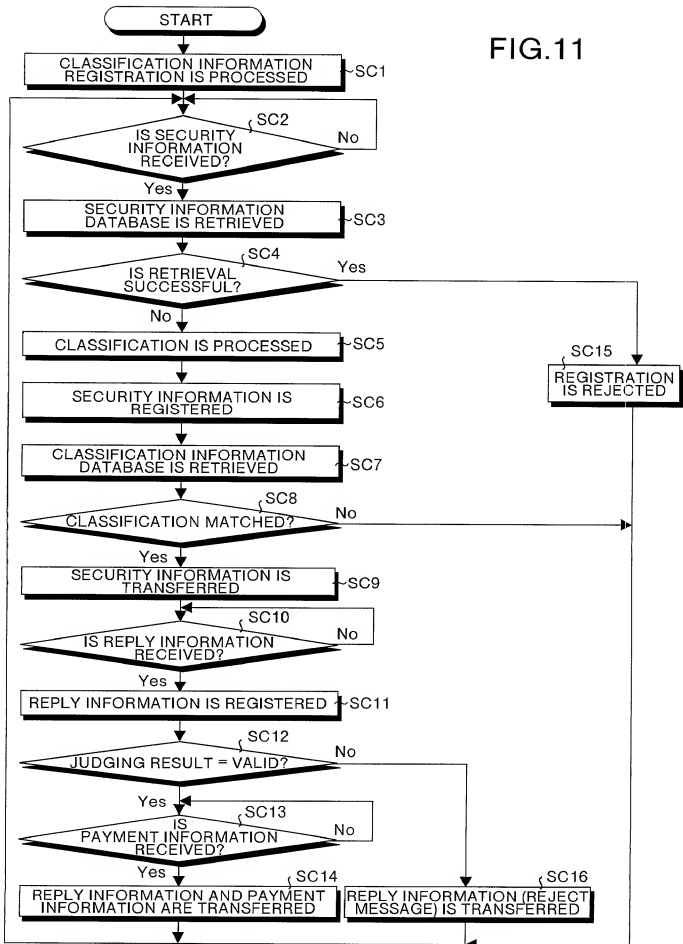 START
FIG.11
CLASSIFICATION INFORMATION
REGISTRATION IS PROCESSED
SC1
SC2
IS SECURITY
INFORMATION
RECEIVED?
No
Yes
SECURITY INFORMATION
DATABASE IS RETRIEVED
SC3
SC4
IS RETRIEVAL
SUCCESSFUL?
Yes
No
CLASSIFICATION IS PROCESSED
SC5
SC15
REGISTRATION
IS REJECTED
SECURITY INFORMATION IS
REGISTERED
SC6
CLASSIFICATION INFORMATION
DATABASE IS RETRIEVED
SC7
SC8
CLASSIFICATION MATCHED?
No
Yes
SECURITY INFORMATION IS
TRANSFERRED
SC9
SC10
IS REPLY INFORMATION
RECEIVED?
No
Yes
REPLY INFORMATION IS REGISTERED
SC11
SC12
JUDGING RESULT = VALID?
No
Yes
SC13
IS
PAYMENT INFORMATION
RECEIVED?
No
Yes
SC14
REPLY INFORMATION AND PAYMENT
INFORMATION ARE TRANSFERRED
SC16
REPLY INFORMATION (REJECT
MESSAGE) IS TRANSFERRED